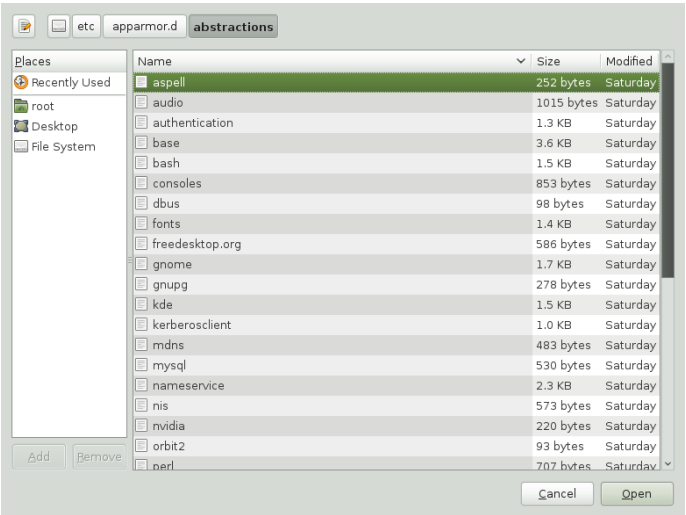 etc apparmor.d abstractions
Places Name Size Modified
Recently Used
root
Desktop
File System
aspell 252 bytes Saturday
audio 1015 bytes Saturday
authentication 1.3 KB Saturday
base 3.6 KB Saturday
bash 1.5 KB Saturday
consoles 853 bytes Saturday
dbus 98 bytes Saturday
fonts 1.4 KB Saturday
freedesktop.org 586 bytes Saturday
gnome 1.7 KB Saturday
gnupg 278 bytes Saturday
kde 1.5 KB Saturday
kerberosclient 1.0 KB Saturday
mdns 483 bytes Saturday
mysql 530 bytes Saturday
nameservice 2.3 KB Saturday
nis 573 bytes Saturday
nvidia 220 bytes Saturday
orbit2 93 bytes Saturday
perl 707 bytes Saturday
Add Remove
Cancel Open